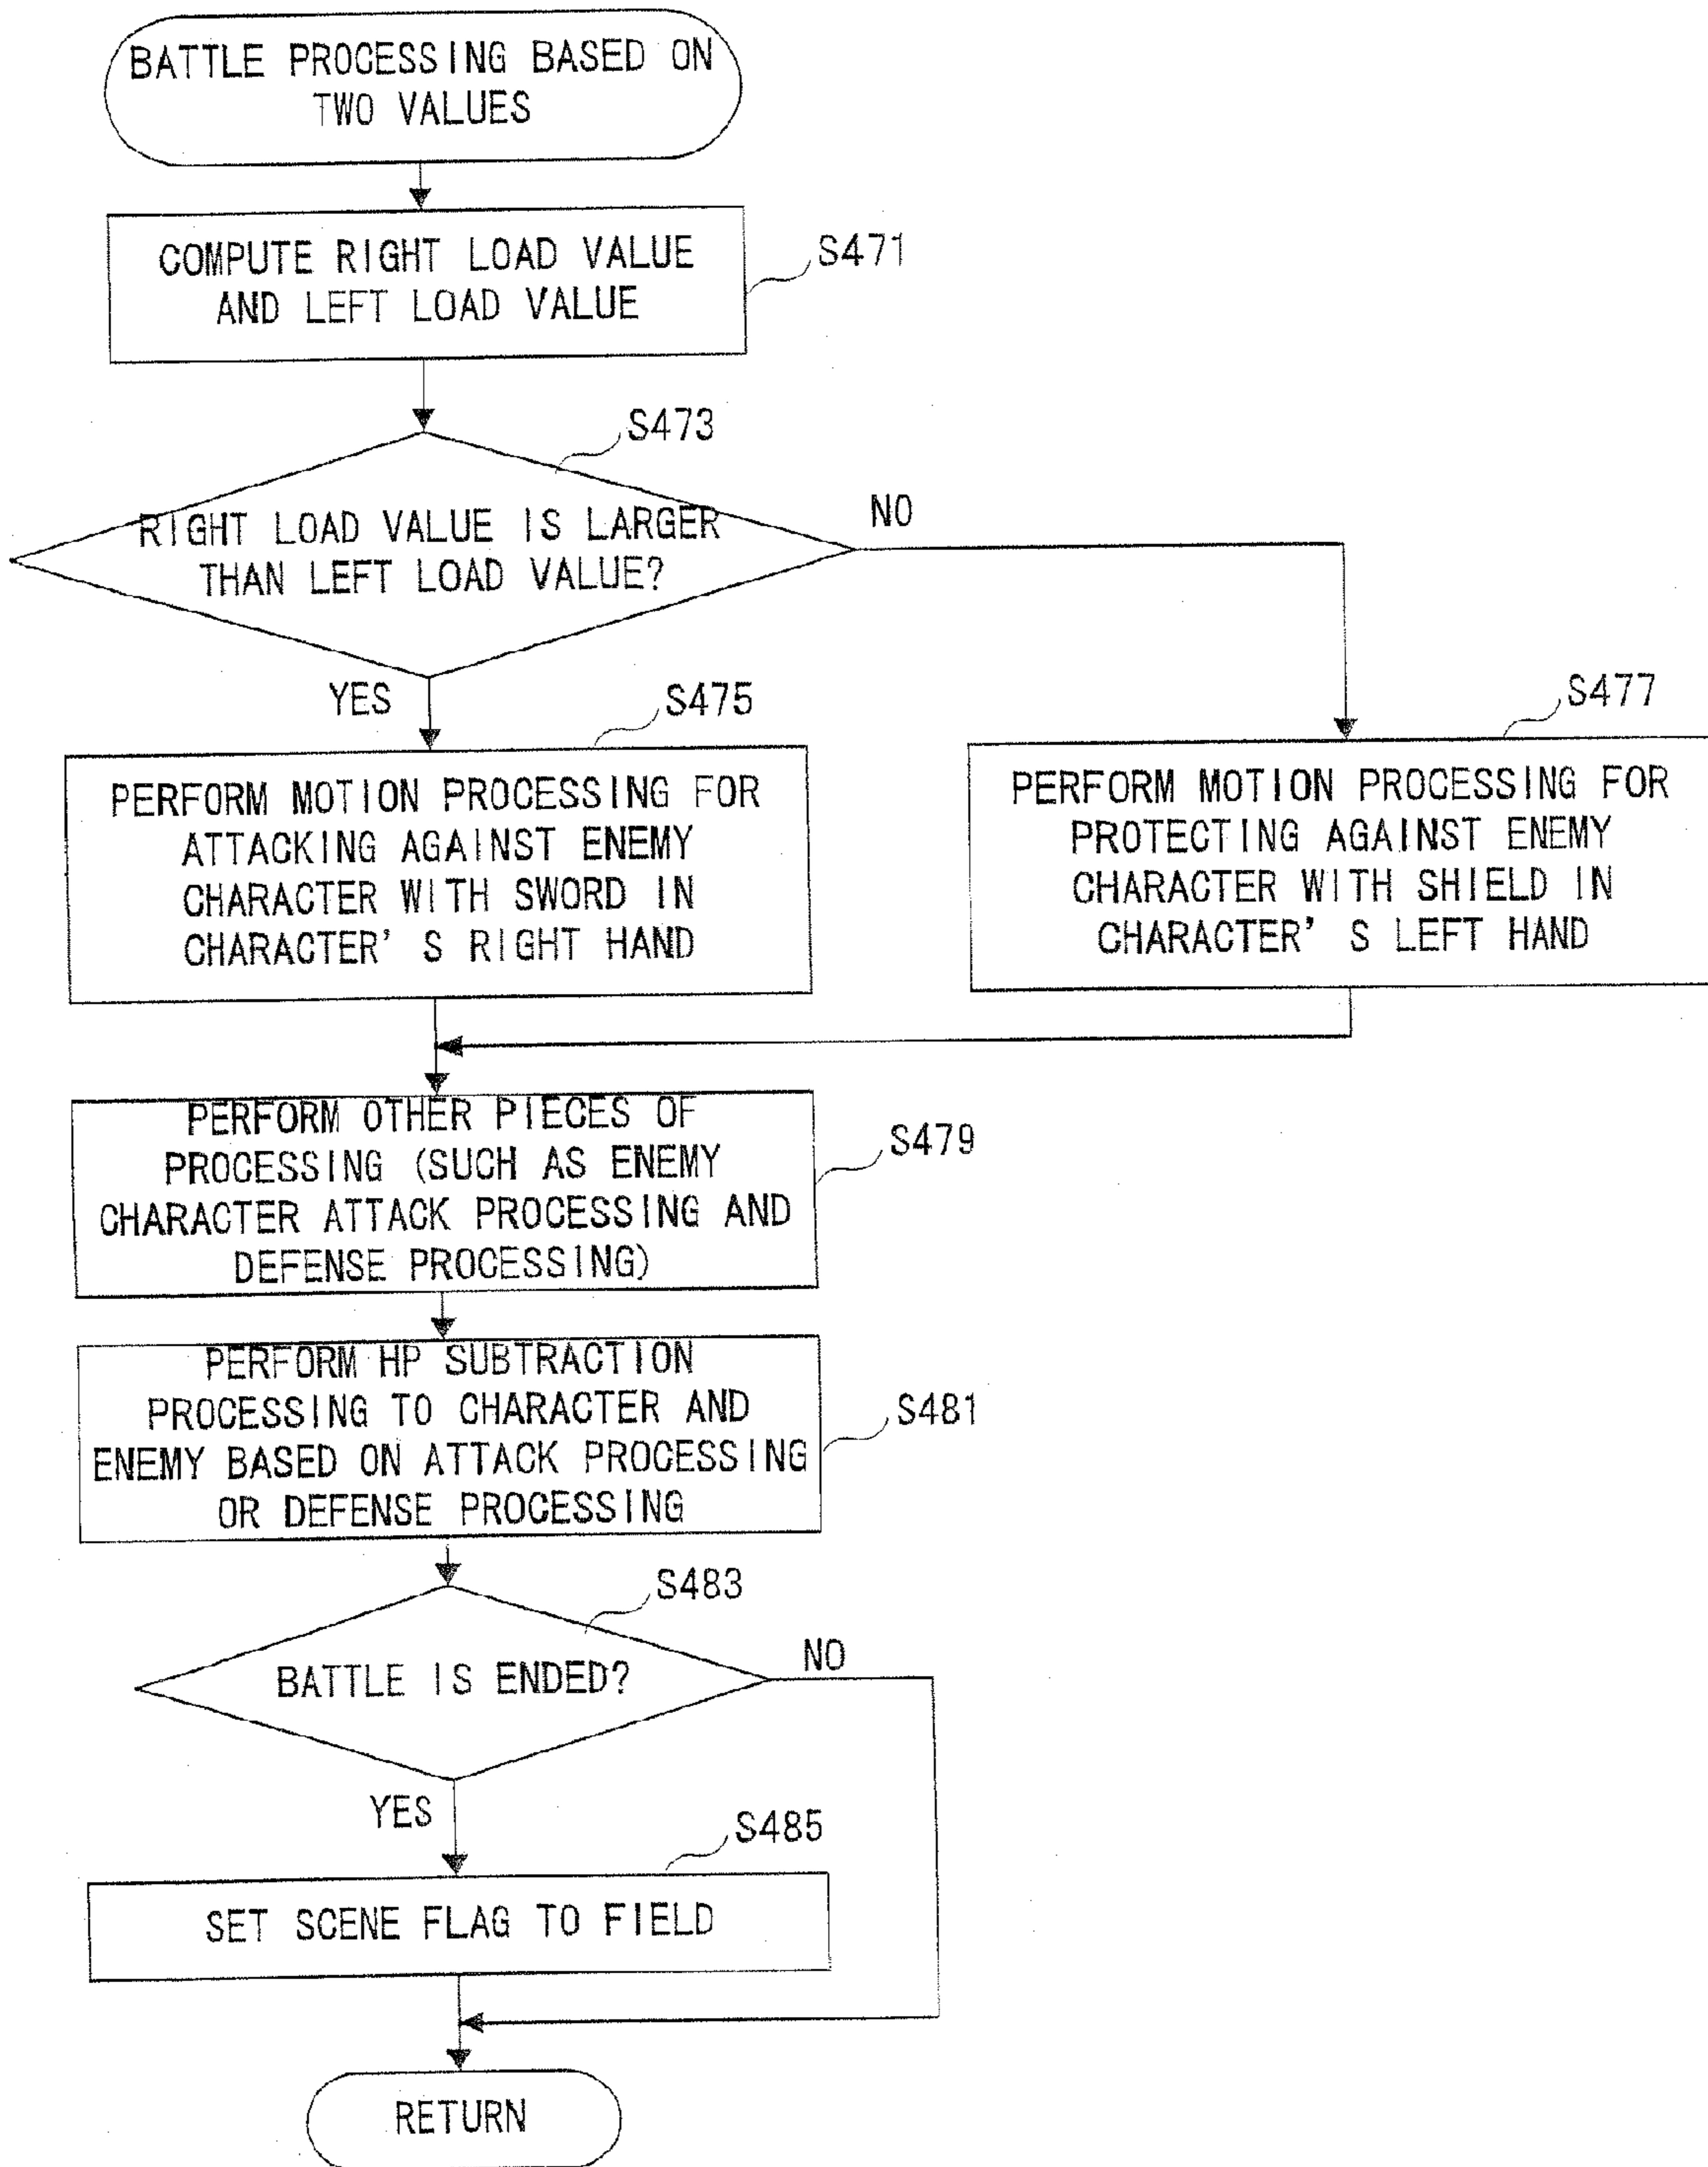 BATTLE PROCESSING BASED ON
TWO VALUES
COMPUTE RIGHT LOAD VALUE
AND LEFT LOAD VALUE
S471
S473
RIGHT LOAD VALUE IS LARGER
THAN LEFT LOAD VALUE?
NO
YES
S475
S477
PERFORM MOTION PROCESSING FOR
ATTACKING AGAINST ENEMY
CHARACTER WITH SWORD IN
CHARACTER'S RIGHT HAND
PERFORM MOTION PROCESSING FOR
PROTECTING AGAINST ENEMY
CHARACTER WITH SHIELD IN
CHARACTER'S LEFT HAND
PERFORM OTHER PIECES OF
PROCESSING (SUCH AS ENEMY
CHARACTER ATTACK PROCESSING AND
DEFENSE PROCESSING)
S479
PERFORM HP SUBTRACTION
PROCESSING TO CHARACTER AND
ENEMY BASED ON ATTACK PROCESSING
OR DEFENSE PROCESSING
S481
S483
BATTLE IS ENDED?
NO
YES
S485
SET SCENE FLAG TO FIELD
RETURN